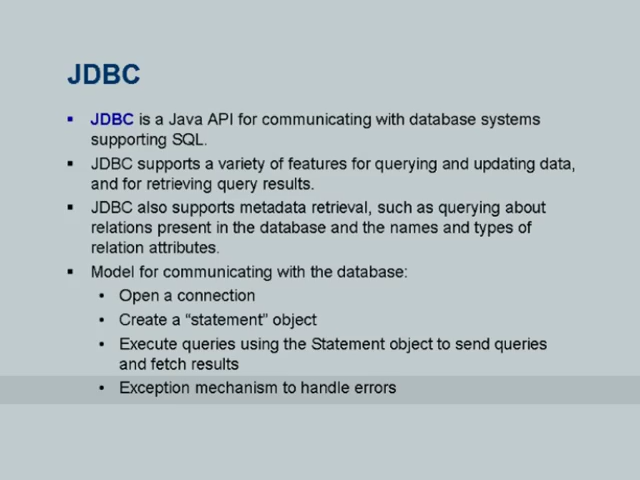 JDBC
▪ JDBC is a Java API for communicating with database systems
supporting SQL.
▪ JDBC supports a variety of features for querying and updating data,
and for retrieving query results.
▪ JDBC also supports metadata retrieval, such as querying about
relations present in the database and the names and types of
relation attributes.
▪ Model for communicating with the database:
• Open a connection
• Create a “statement” object
• Execute queries using the Statement object to send queries
and fetch results
• Exception mechanism to handle errors